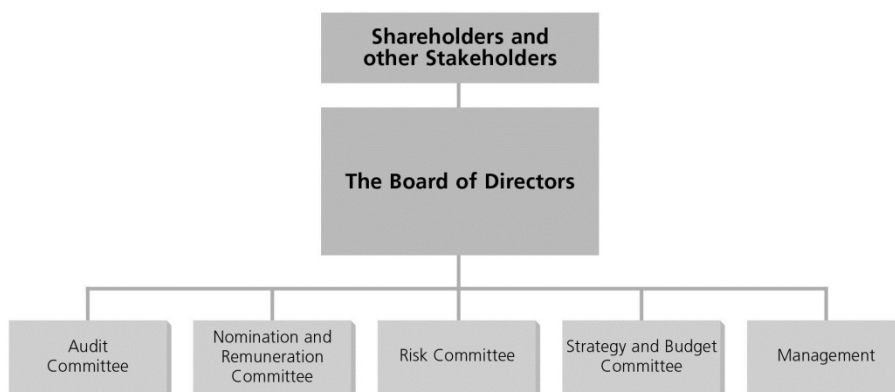 Shareholders and
other Stakeholders
The Board of Directors
Audit
Committee
Nomination and
Remuneration
Committee
Risk Committee
Strategy and Budget
Committee
Management